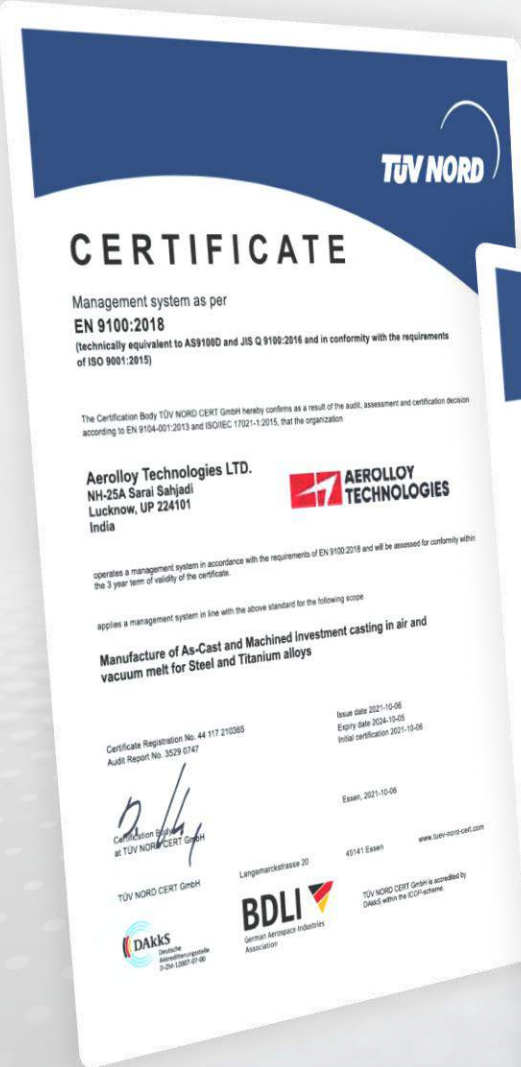 TÜV NORD
CERTIFICATE
Management system as per
EN 9100:2018
(technically equivalent to AS9100D and JIS Q 9100:2016 and in conformity with the requirements
of ISO 9001:2015)
The Certification Body TÜV NORD CERT GmbH hereby confirms as a result of the audit, assessment and certification decision
according to EN 9104-001:2013 and ISO/IEC 17021-1:2015, that the organization
Aerolloy Technologies LTD.
NH-25A Sarai Sahjadi
Lucknow, UP 224101
India
AEROLLOY
TECHNOLOGIES
operates a management system in accordance with the requirements of EN 9100:2018 and will be assessed for conformity within
the 3 year term of validity of the certificate.
applies a management system in line with the above standard for the following scope
Manufacture of As-Cast and Machined investment casting in air and
vacuum melt for Steel and Titanium alloys
Certificate Registration No. 44 117 210365
Audit Report No. 3529 0747
Issue date 2021-10-06
Expiry date 2024-10-05
Initial certification 2021-10-06
Certification Body
at TÜV NORD CERT GmbH
Essen, 2021-10-06
TÜV NORD CERT GmbH
Langemarckstrasse 20
45141 Essen
www.tuev-nord-cert.com
DAkkS
Deutsche
Akkreditierungsstelle
D-ZM-12007-07-00
BDLI
German Aerospace Industries
Association
TÜV NORD CERT GmbH is accredited by
DAkkS within the ICOP-scheme.